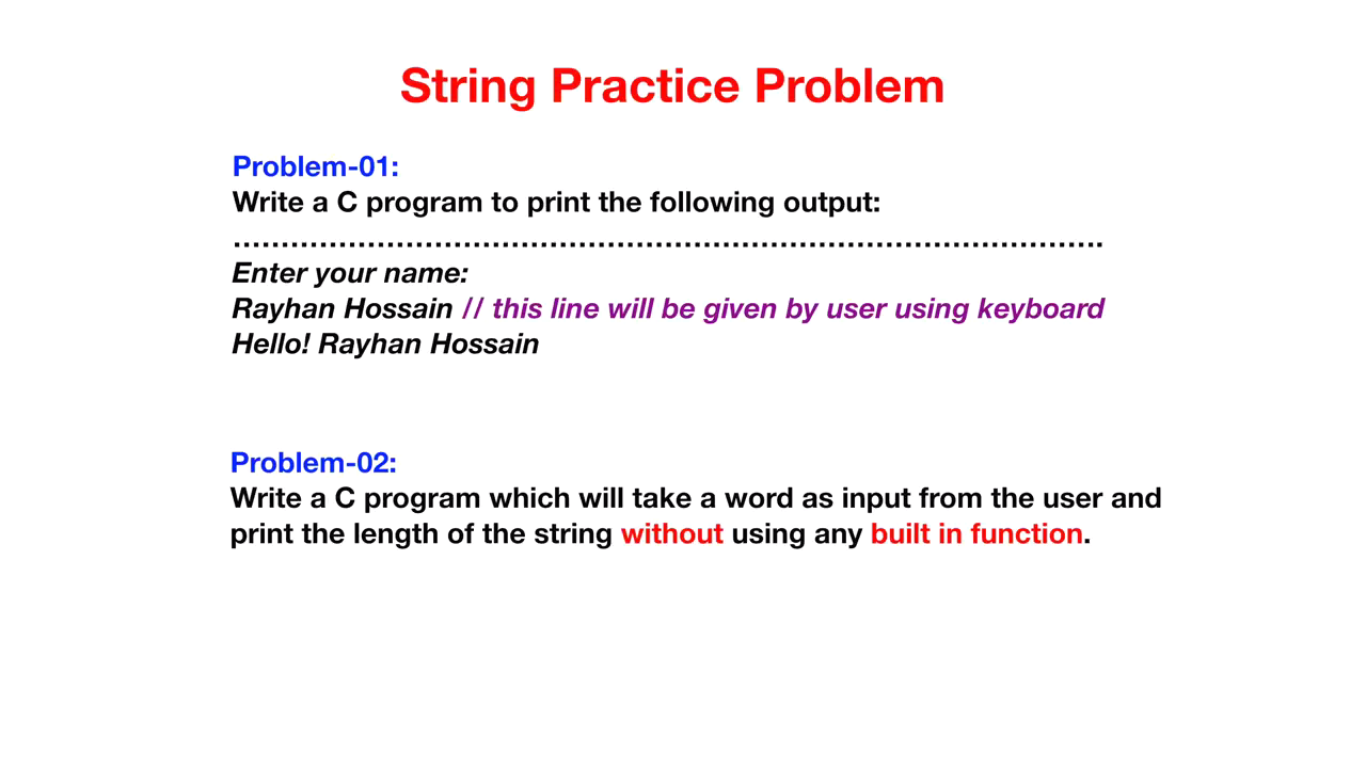 String Practice Problem
Problem-01:
Write a C program to print the following output:
...........................................................................................
Enter your name:
Rayhan Hossain // this line will be given by user using keyboard
Hello! Rayhan Hossain
Problem-02:
Write a C program which will take a word as input from the user and
print the length of the string without using any built in function.